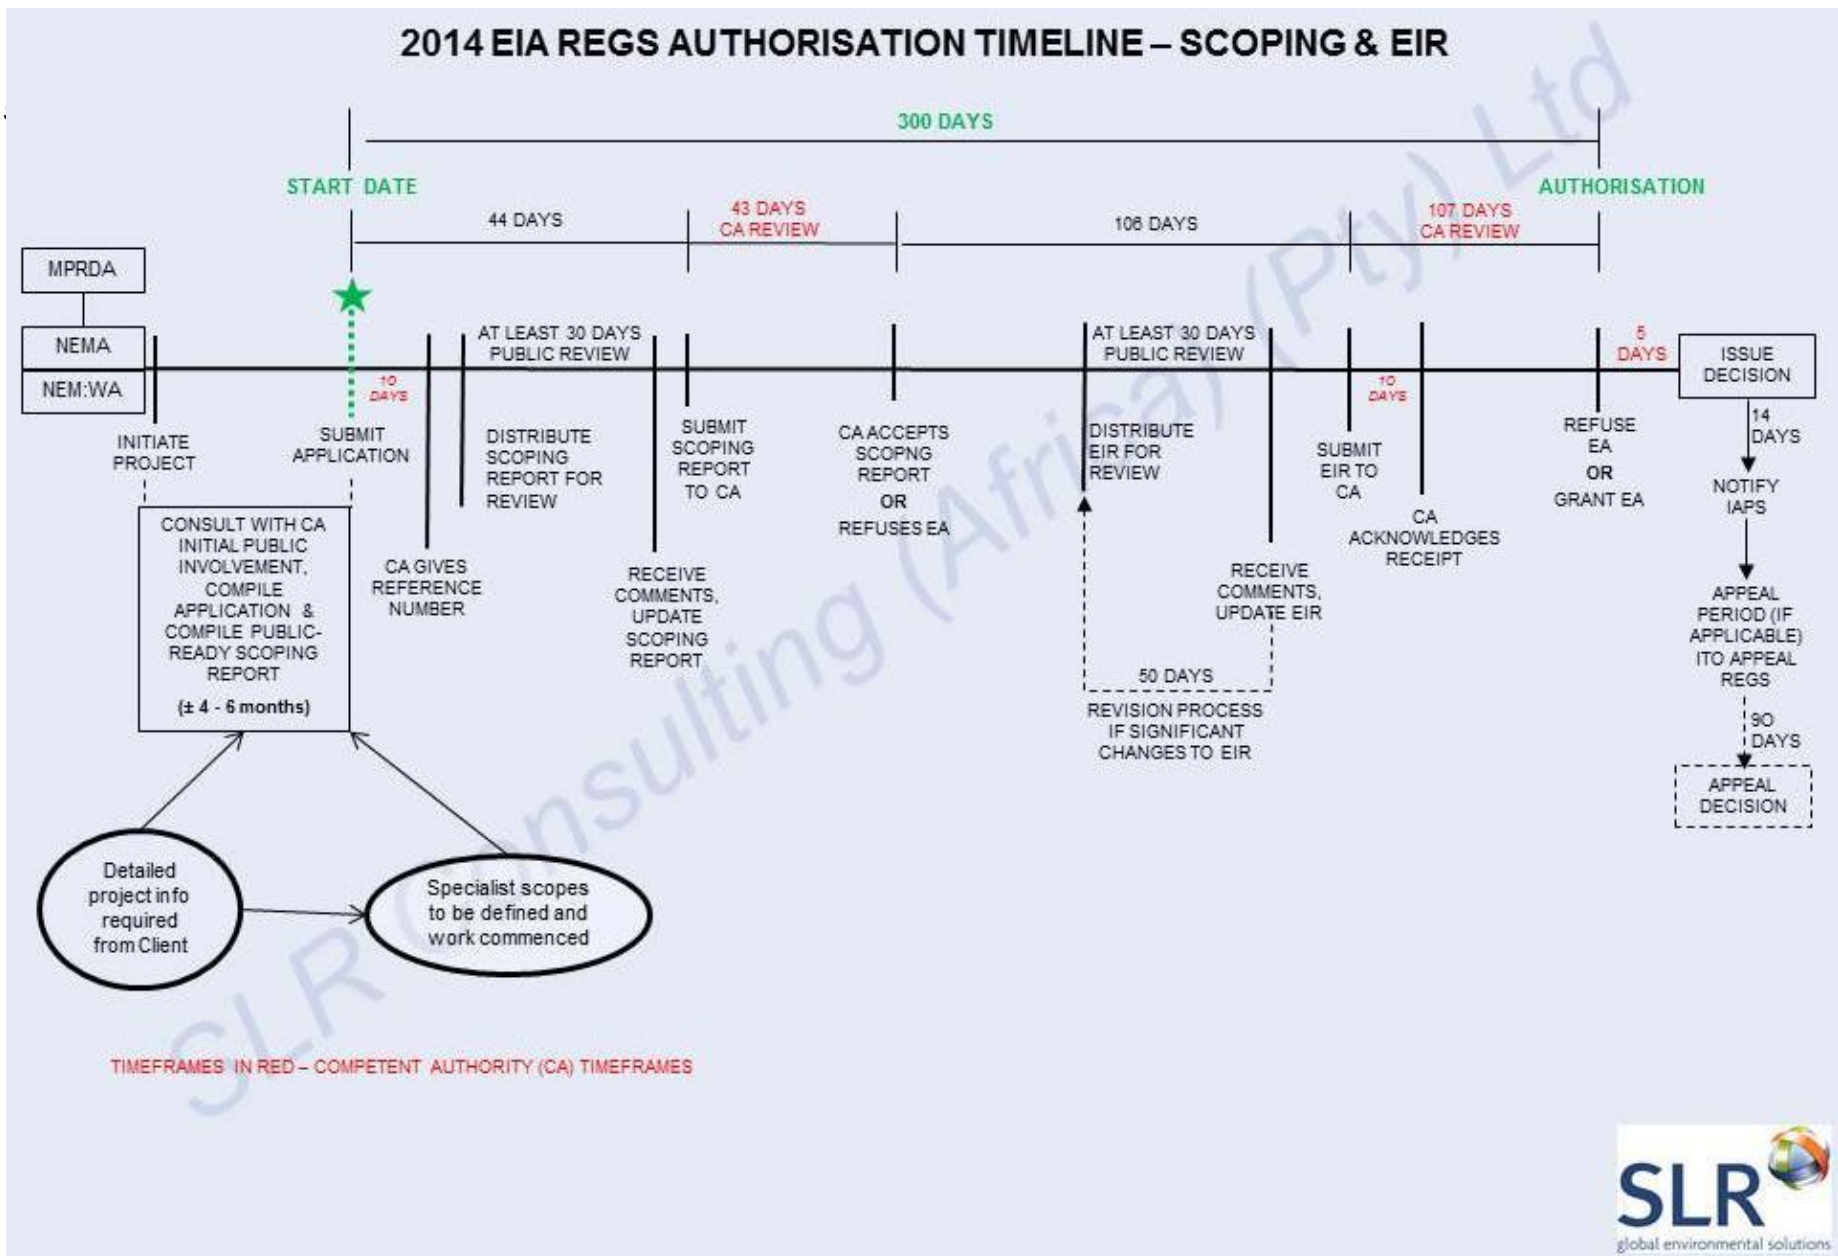 2014 EIA REGS AUTHORISATION TIMELINE – SCOPING & EIR
300 DAYS
START DATE
AUTHORISATION
44 DAYS
43 DAYS
CA REVIEW
106 DAYS
107 DAYS
CA REVIEW
MPRDA
NEMA
NEM:WA
AT LEAST 30 DAYS
PUBLIC REVIEW
AT LEAST 30 DAYS
PUBLIC REVIEW
5
DAYS
ISSUE
DECISION
10
DAYS
10
DAYS
INITIATE
PROJECT
SUBMIT
APPLICATION
CA GIVES
REFERENCE
NUMBER
DISTRIBUTE
SCOPING
REPORT FOR
REVIEW
RECEIVE
COMMENTS,
UPDATE
SCOPING
REPORT
SUBMIT
SCOPING
REPORT
TO CA
CA ACCEPTS
SCOPNG
REPORT
OR
REFUSES EA
DISTRIBUTE
EIR FOR
REVIEW
RECEIVE
COMMENTS,
UPDATE EIR
SUBMIT
EIR TO
CA
CA
ACKNOWLEDGES
RECEIPT
REFUSE
EA
OR
GRANT EA
14
DAYS
NOTIFY
IAPS
APPEAL
PERIOD (IF
APPLICABLE)
ITO APPEAL
REGS
90
DAYS
APPEAL
DECISION
CONSULT WITH CA
INITIAL PUBLIC
INVOLVEMENT,
COMPILE
APPLICATION &
COMPILE PUBLIC-
READY SCOPING
REPORT
(± 4 - 6 months)
50 DAYS
REVISION PROCESS
IF SIGNIFICANT
CHANGES TO EIR
Detailed
project info
required
from Client
Specialist scopes
to be defined and
work commenced
TIMEFRAMES IN RED – COMPETENT AUTHORITY (CA) TIMEFRAMES
SLR Consulting (Africa) (Pty) Ltd
SLR
global environmental solutions